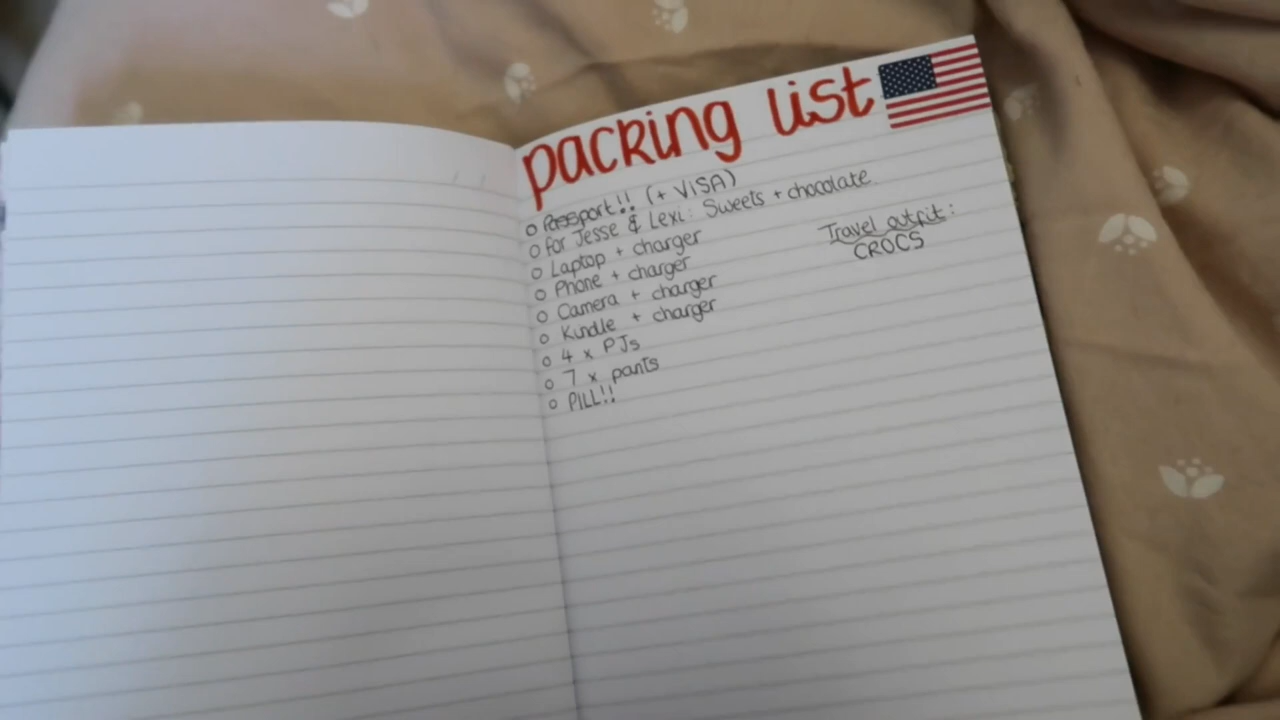 packing list
o Passport!! (+ VISA)
o for Jesse & Lexi: Sweets + chocolate
o Laptop + charger
o Phone + charger
o Camera + charger
o Kindle + charger
o 4 x PJs
o 7 x pants
o PILL!!
Travel outfit:
CROCS